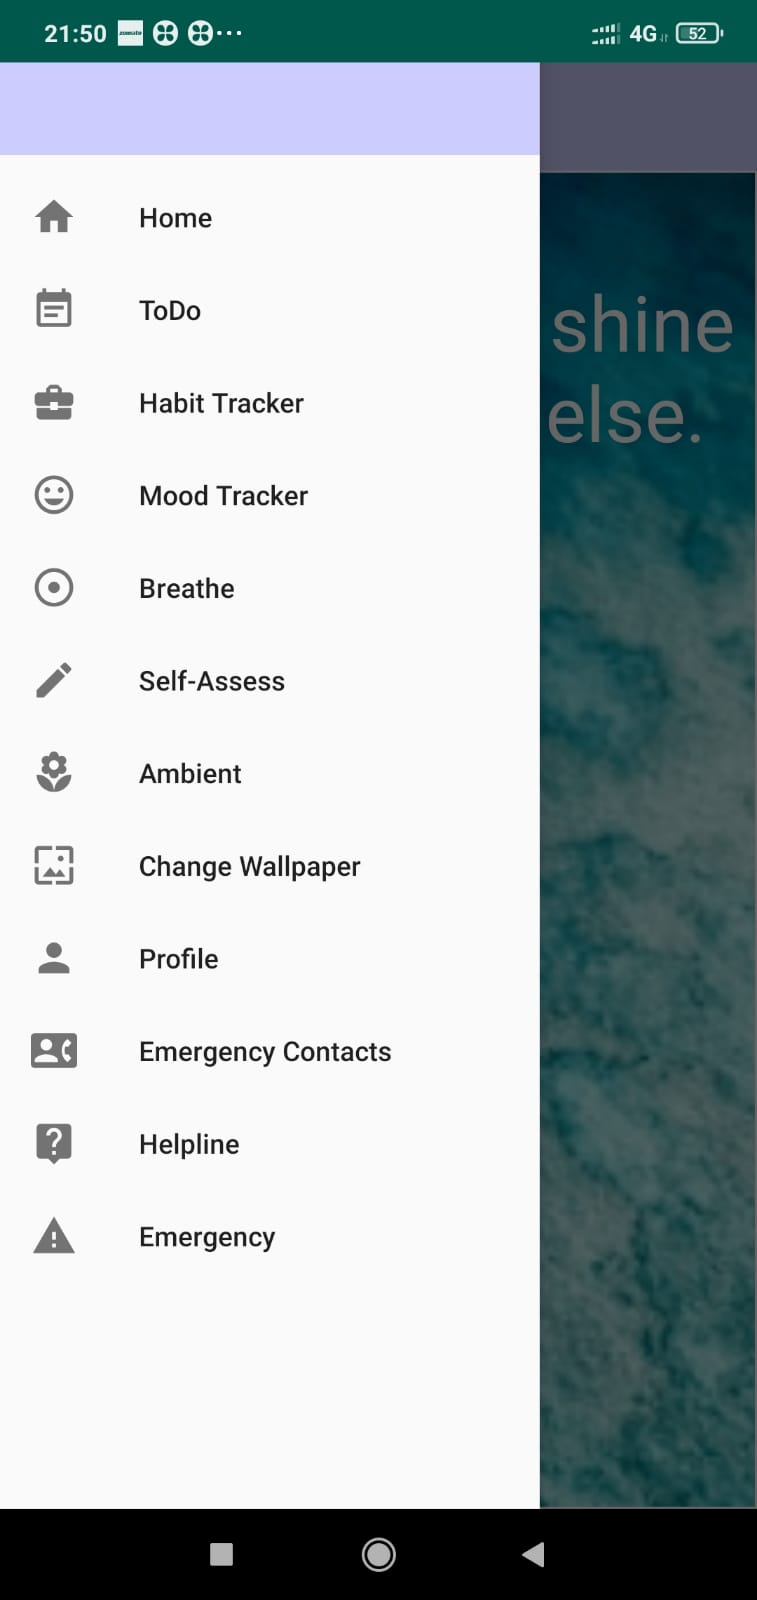 21:50 zomato 4G 52
Home
shine
ToDo
else.
Habit Tracker
Mood Tracker
Breathe
Self-Assess
Ambient
Change Wallpaper
Profile
Emergency Contacts
Helpline
Emergency